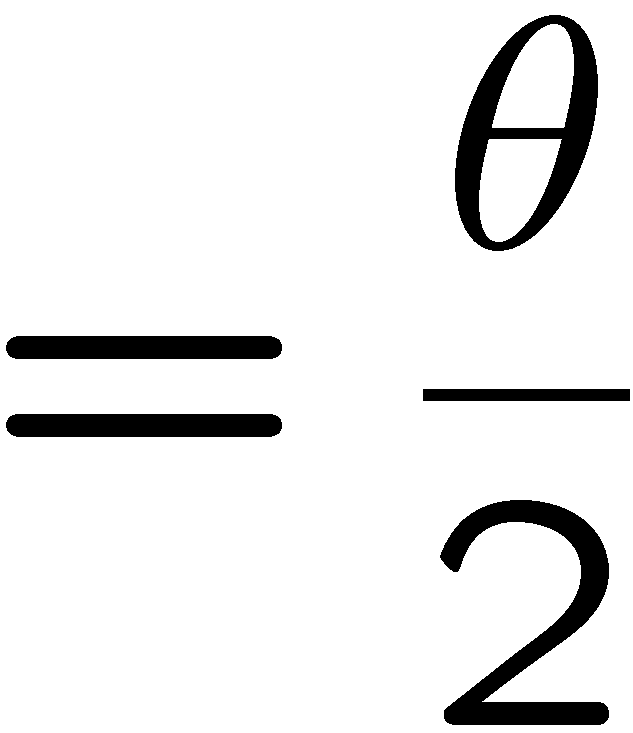 = θ/2